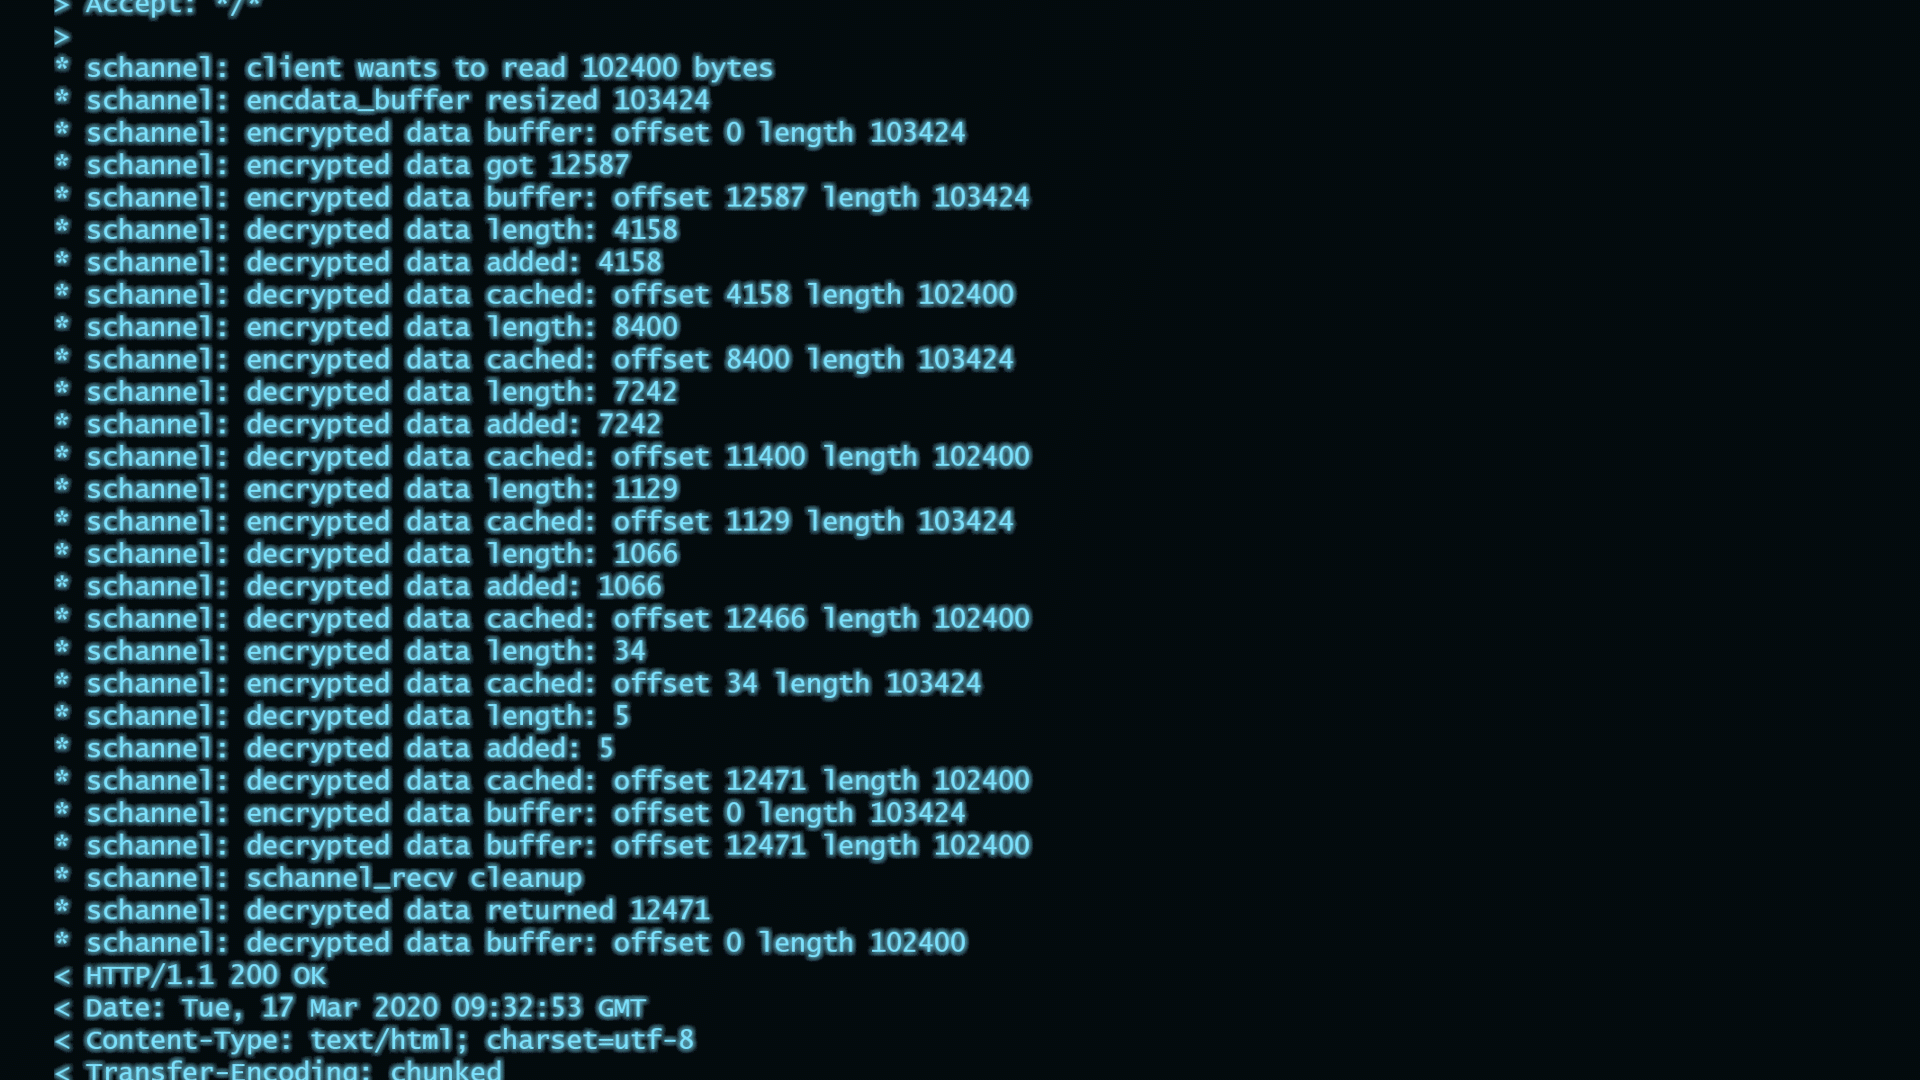 > Accept: */*
>
* schannel: client wants to read 102400 bytes
* schannel: encdata_buffer resized 103424
* schannel: encrypted data buffer: offset 0 length 103424
* schannel: encrypted data got 12587
* schannel: encrypted data buffer: offset 12587 length 103424
* schannel: decrypted data length: 4158
* schannel: decrypted data added: 4158
* schannel: decrypted data cached: offset 4158 length 102400
* schannel: encrypted data length: 8400
* schannel: encrypted data cached: offset 8400 length 103424
* schannel: decrypted data length: 7242
* schannel: decrypted data added: 7242
* schannel: decrypted data cached: offset 11400 length 102400
* schannel: encrypted data length: 1129
* schannel: encrypted data cached: offset 1129 length 103424
* schannel: decrypted data length: 1066
* schannel: decrypted data added: 1066
* schannel: decrypted data cached: offset 12466 length 102400
* schannel: encrypted data length: 34
* schannel: encrypted data cached: offset 34 length 103424
* schannel: decrypted data length: 5
* schannel: decrypted data added: 5
* schannel: decrypted data cached: offset 12471 length 102400
* schannel: encrypted data buffer: offset 0 length 103424
* schannel: decrypted data buffer: offset 12471 length 102400
* schannel: schannel_recv cleanup
* schannel: decrypted data returned 12471
* schannel: decrypted data buffer: offset 0 length 102400
< HTTP/1.1 200 OK
< Date: Tue, 17 Mar 2020 09:32:53 GMT
< Content-Type: text/html; charset=utf-8
< Transfer-Encoding: chunked